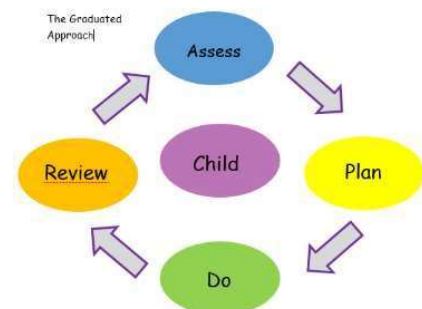 The Graduated
Approach
Assess
Review
Child
Plan
Do